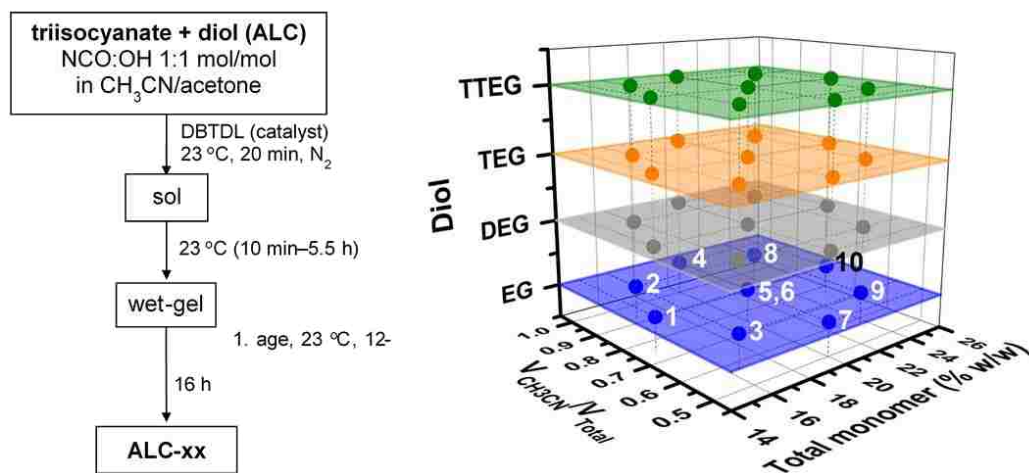 triisocyanate + diol (ALC)
NCO:OH 1:1 mol/mol
in CH3CN/acetone
DBTDL (catalyst)
23 ºC, 20 min, N2
sol
23 ºC (10 min–5.5 h)
wet-gel
1. age, 23 ºC, 12-
16 h
ALC-xx
Diol
TTEG
TEG
DEG
EG
1
2
3
4
5,6
7
8
9
10
1.0
0.9
0.8
0.7
0.6
0.5
VCH3CN/VTotal
14
16
18
20
22
24
26
Total monomer (% w/w)